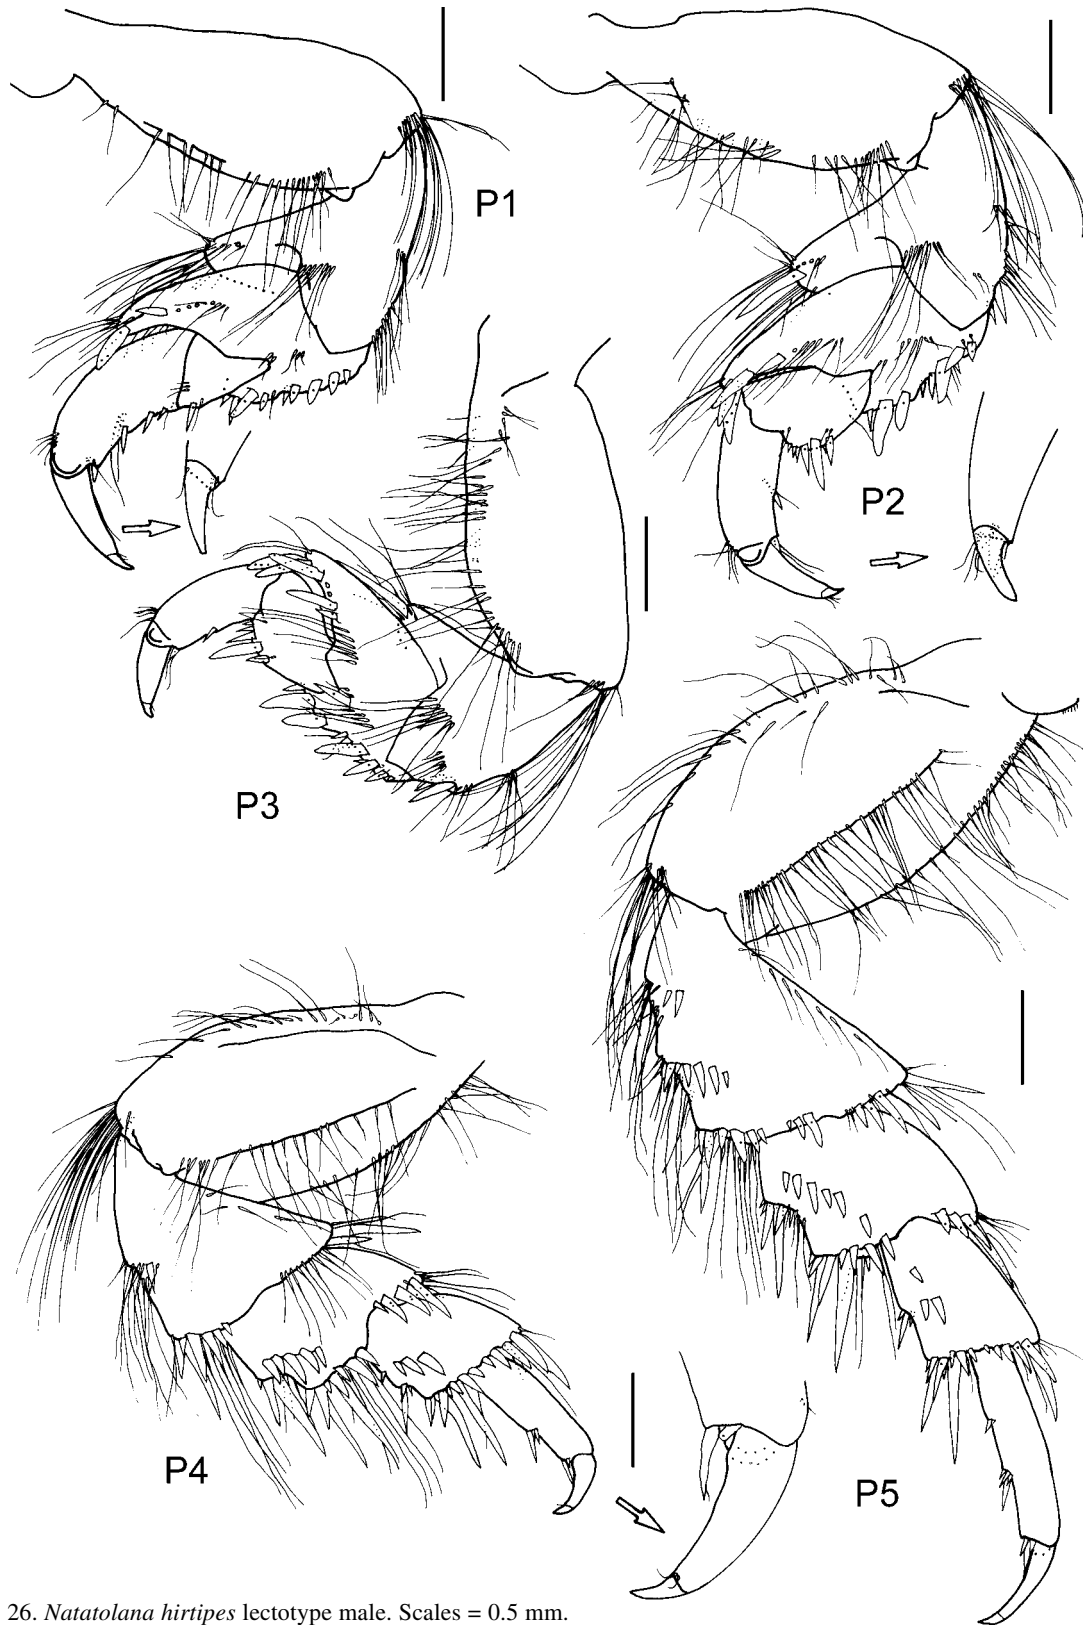 P1
P2
P3
P4
P5
26. Natatolana hirtipes lectotype male. Scales = 0.5 mm.